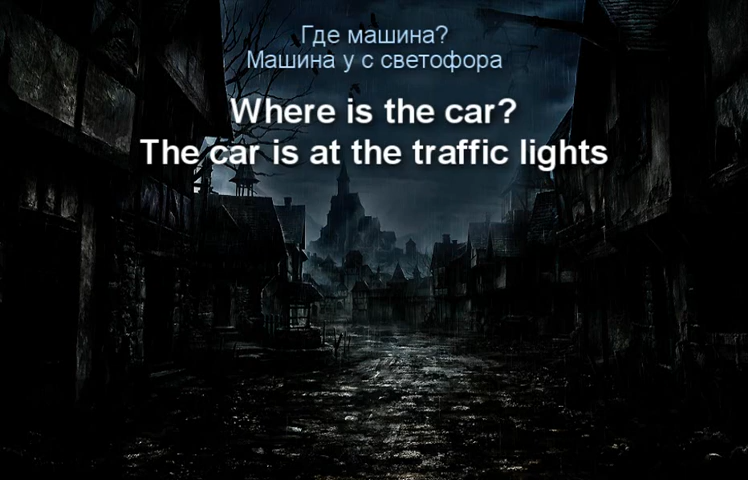 Где машина?
Машина у с светофора
Where is the car?
The car is at the traffic lights